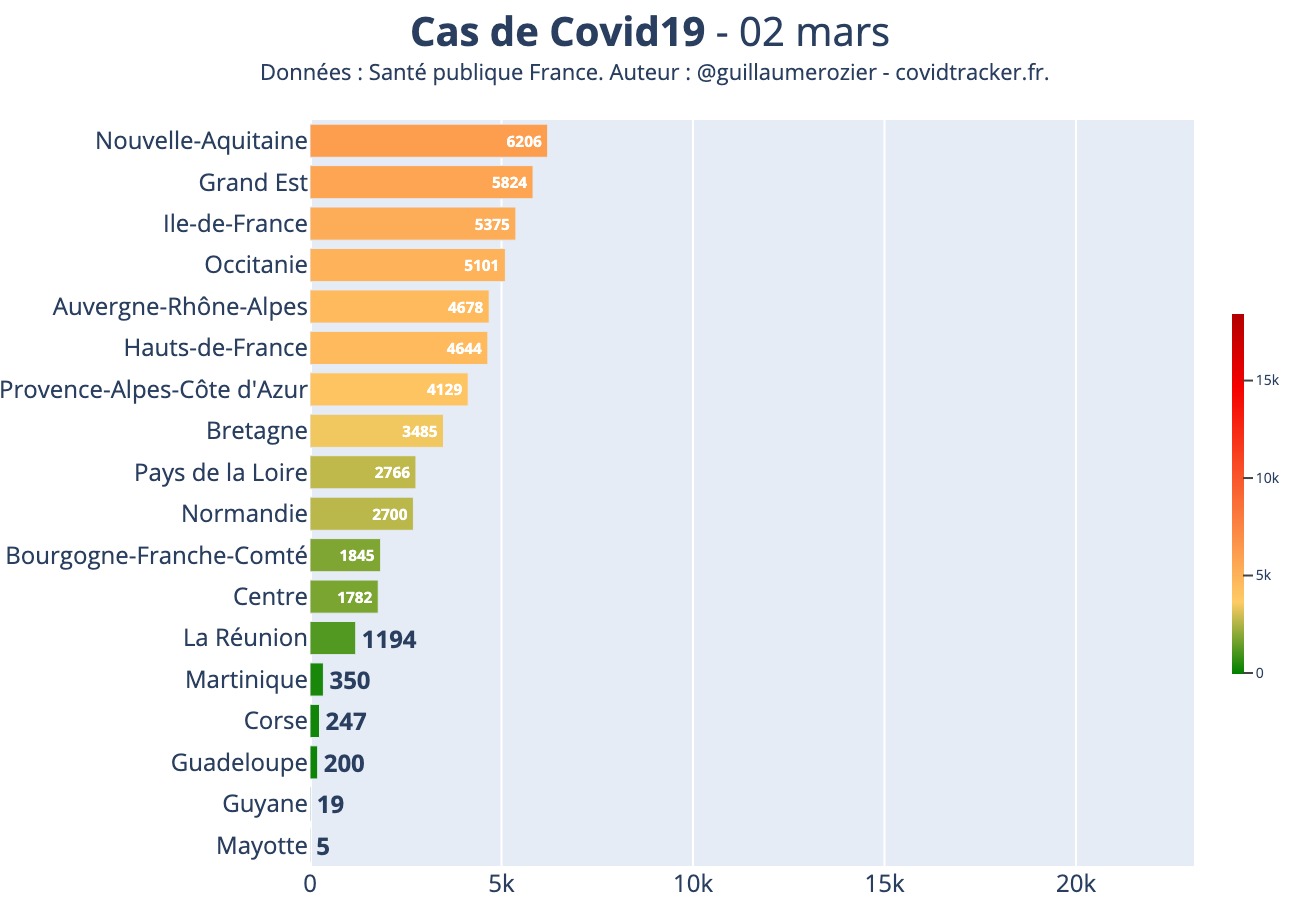 Cas de Covid19 - 02 mars
Données : Santé publique France. Auteur : @guillaumerozier - covidtracker.fr.
Nouvelle-Aquitaine 6206
Grand Est 5824
Ile-de-France 5375
Occitanie 5101
Auvergne-Rhône-Alpes 4678
Hauts-de-France 4644
Provence-Alpes-Côte d'Azur 4129
Bretagne 3485
Pays de la Loire 2766
Normandie 2700
Bourgogne-Franche-Comté 1845
Centre 1782
La Réunion 1194
Martinique 350
Corse 247
Guadeloupe 200
Guyane 19
Mayotte 5
0 5k 10k 15k 20k
15k
10k
5k
0